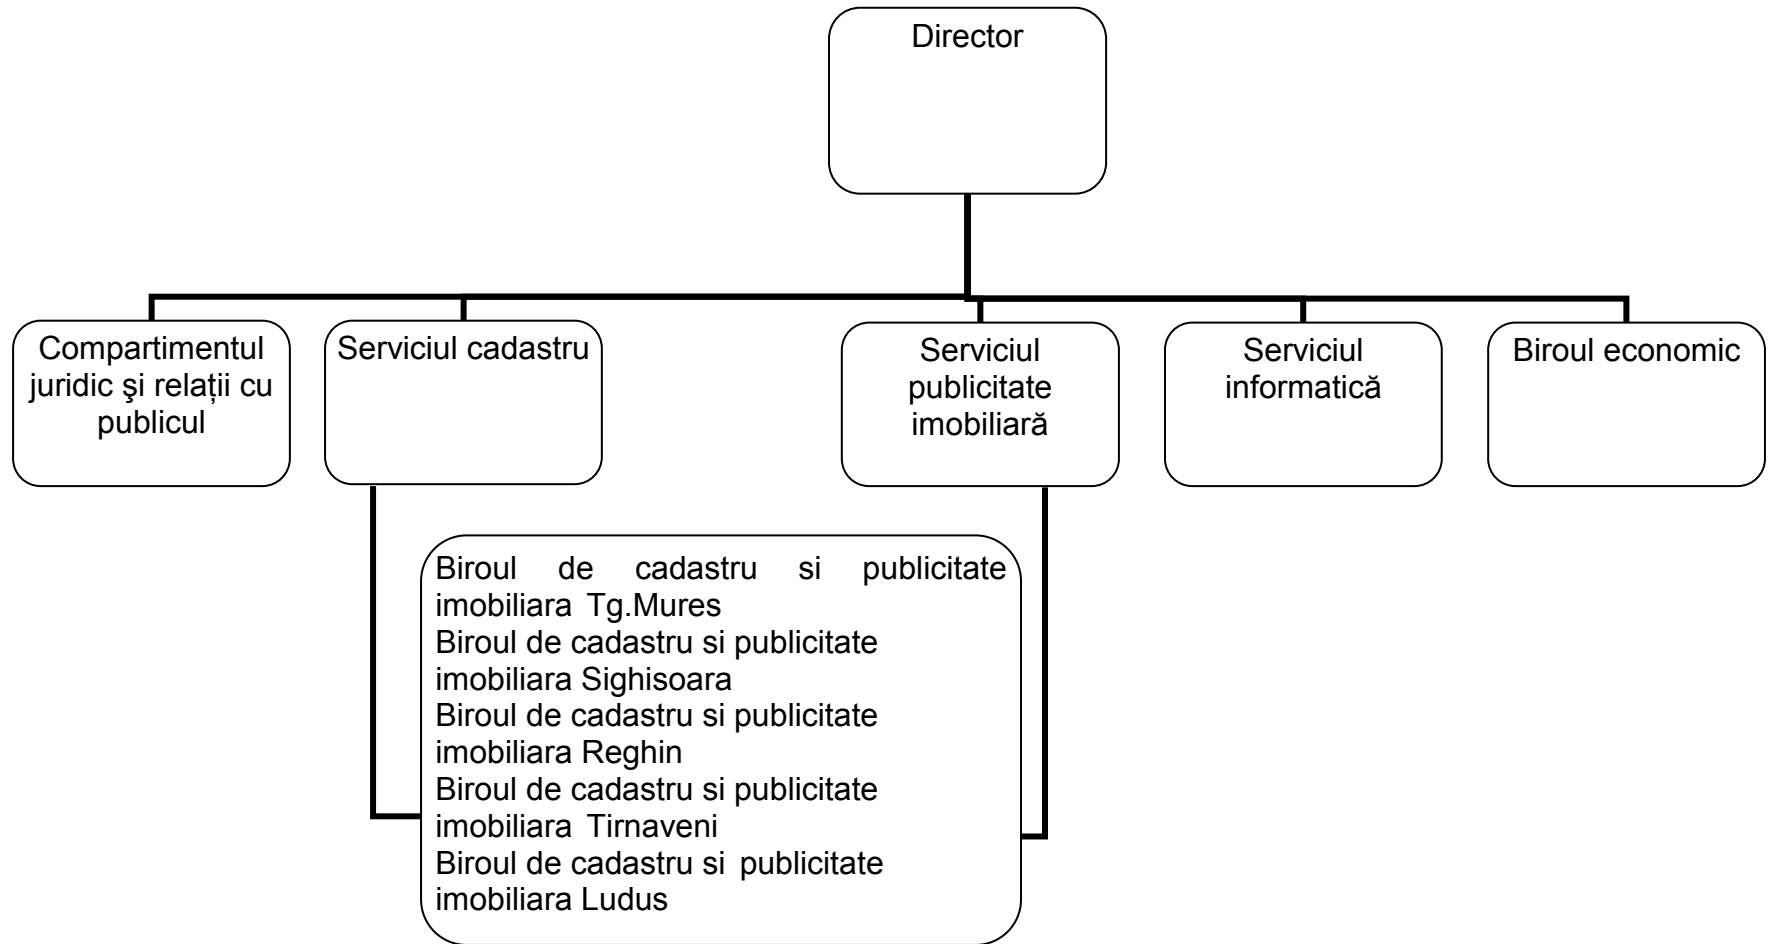 Director
Compartimentul
juridic şi relații cu
publicul
Serviciul cadastru
Serviciul
publicitate
imobiliară
Serviciul
informatică
Biroul economic
Biroul de cadastru si publicitate
imobiliara Tg.Mures
Biroul de cadastru si publicitate
imobiliara Sighisoara
Biroul de cadastru si publicitate
imobiliara Reghin
Biroul de cadastru si publicitate
imobiliara Tirnaveni
Biroul de cadastru si publicitate
imobiliara Ludus